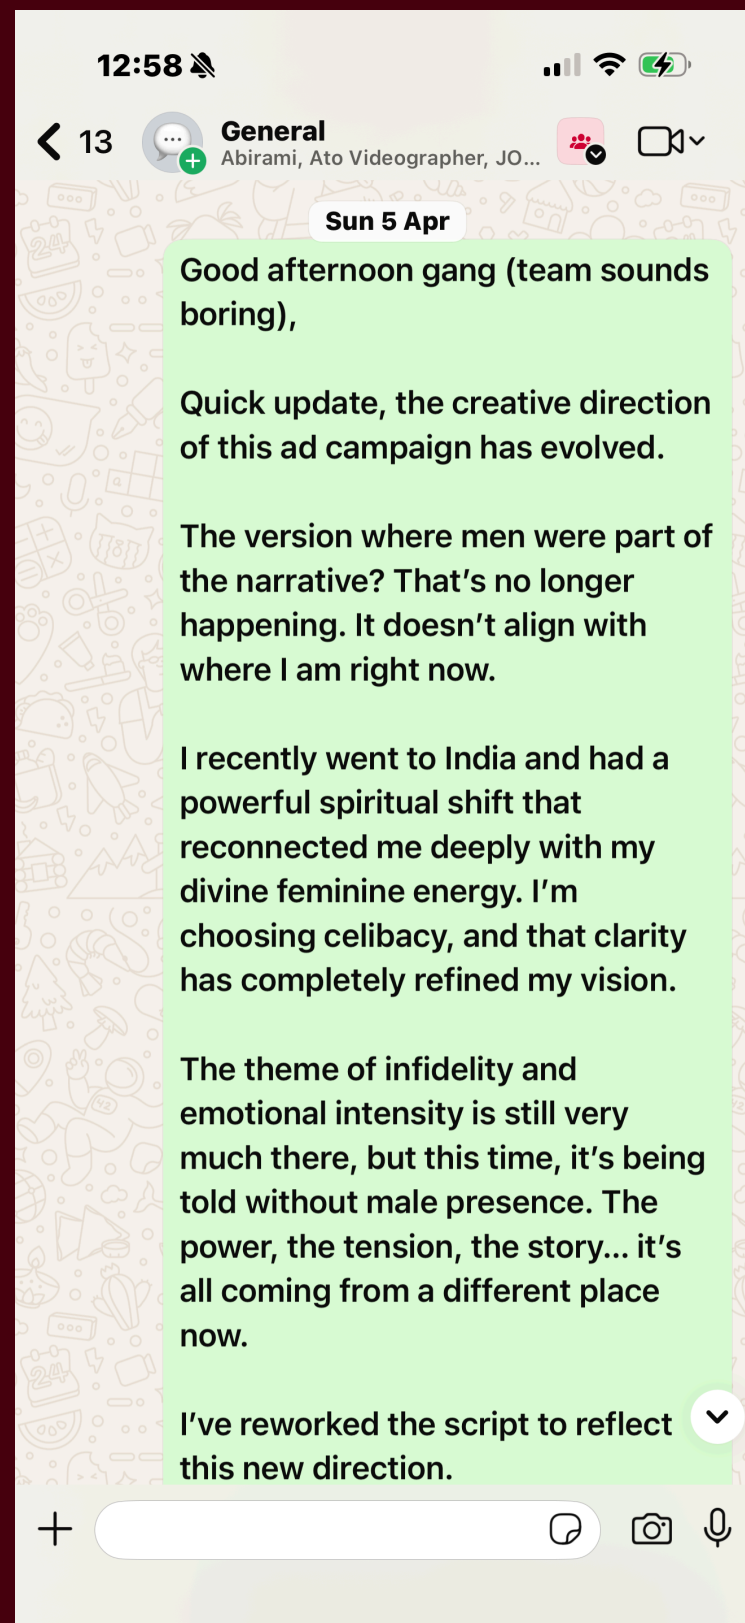 12:58
13
General
Abirami, Ato Videographer, JO...
Sun 5 Apr
Good afternoon gang (team sounds
boring),
Quick update, the creative direction
of this ad campaign has evolved.
The version where men were part of
the narrative? That’s no longer
happening. It doesn’t align with
where I am right now.
I recently went to India and had a
powerful spiritual shift that
reconnected me deeply with my
divine feminine energy. I’m
choosing celibacy, and that clarity
has completely refined my vision.
The theme of infidelity and
emotional intensity is still very
much there, but this time, it’s being
told without male presence. The
power, the tension, the story... it’s
all coming from a different place
now.
I’ve reworked the script to reflect
this new direction.